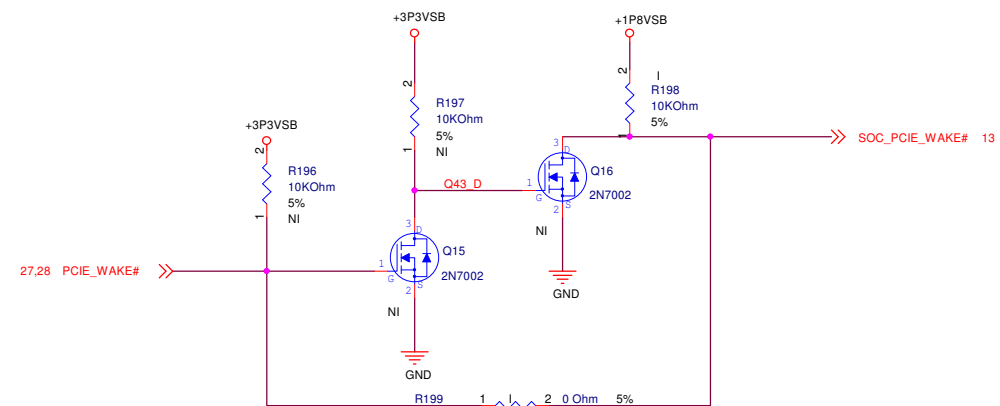 +3P3VSB
+1P8VSB
2
2
I
R198
10KOhm
5%
R197
10KOhm
5%
NI
1
+3P3VSB
2
R196
10KOhm
5%
NI
1
SOC_PCIE_WAKE# 13
3
D
Q16
2N7002
1
G
S
2
NI
GND
Q43_D
3
D
Q15
2N7002
1
G
S
2
NI
GND
27,28 PCIE_WAKE#
R199 1 I 2 0 Ohm 5%